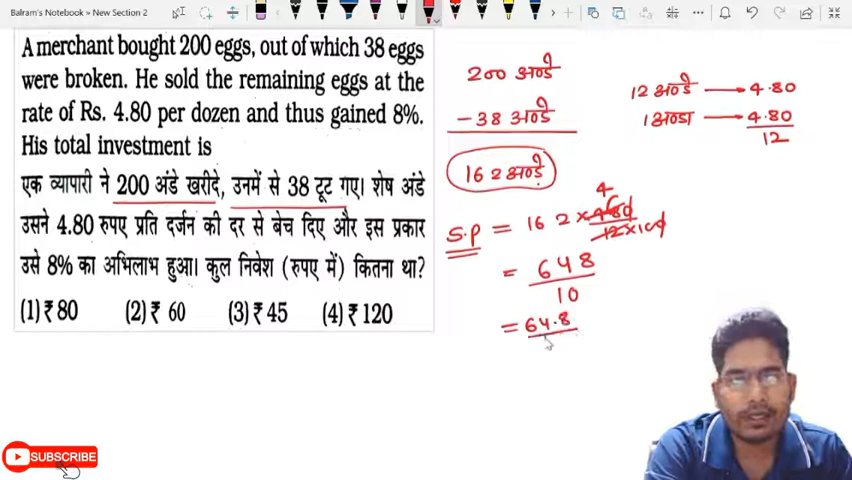 Balram's Notebook » New Section 2
A merchant bought 200 eggs, out of which 38 eggs
were broken. He sold the remaining eggs at the
rate of Rs. 4.80 per dozen and thus gained 8%.
His total investment is
एक व्यापारी ने 200 अंडे खरीदे, उनमें से 38 टूट गए। शेष अंडे
उसने 4.80 रुपए प्रति दर्जन की दर से बेच दिए और इस प्रकार
उसे 8% का अभिलाभ हुआ। कुल निवेश (रुपए में) कितना था?
(1) ₹ 80 (2) ₹ 60 (3) ₹ 45 (4) ₹ 120
200 अण्डे
- 38 अण्डे
162 अण्डे
12 अण्डे → 4.80
1 अण्डा → 4.80
12
4
S.P = 162 × 480
12×100
= 648
10
= 64.8
SUBSCRIBE